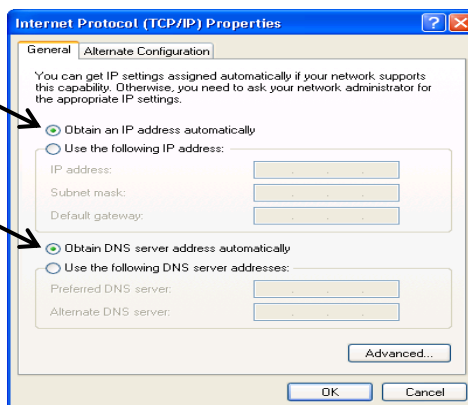 Internet Protocol (TCP/IP) Properties
General
Alternate Configuration
You can get IP settings assigned automatically if your network supports
this capability. Otherwise, you need to ask your network administrator for
the appropriate IP settings.
Obtain an IP address automatically
Use the following IP address:
IP address:
Subnet mask:
Default gateway:
Obtain DNS server address automatically
Use the following DNS server addresses:
Preferred DNS server:
Alternate DNS server:
Advanced...
OK
Cancel